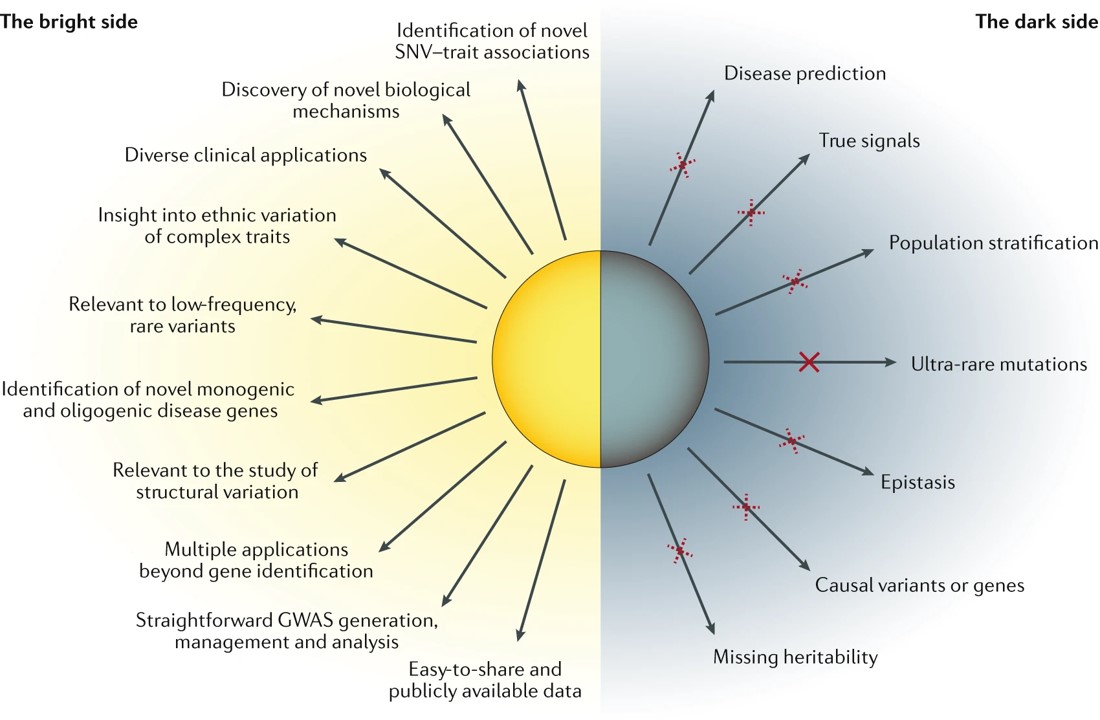 The bright side
The dark side
Identification of novel
SNV–trait associations
Discovery of novel biological
mechanisms
Diverse clinical applications
Insight into ethnic variation
of complex traits
Relevant to low-frequency,
rare variants
Identification of novel monogenic
and oligogenic disease genes
Relevant to the study of
structural variation
Multiple applications
beyond gene identification
Straightforward GWAS generation,
management and analysis
Easy-to-share and
publicly available data
Disease prediction
True signals
Population stratification
Ultra-rare mutations
Epistasis
Causal variants or genes
Missing heritability